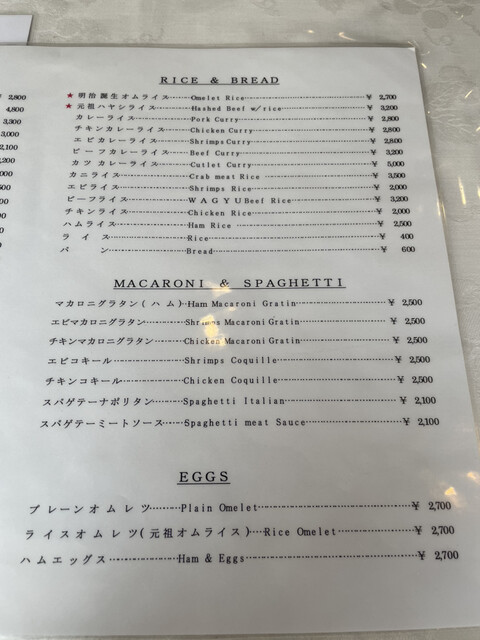 2,800
4,800
3,300
3,000
2,100
RICE & BREAD
★明治誕生オムライス Omelet Rice ¥ 2,700
★元祖ハヤシライス Hashed Beef w/rice ¥ 3,200
カレーライス Pork Curry ¥ 2,800
チキンカレーライス Chicken Curry ¥ 2,800
エビカレーライス Shrimps Curry ¥ 2,800
ビーフカレーライス Beef Curry ¥ 3,200
カツカレーライス Cutlet Curry ¥ 5,000
カニライス Crab meat Rice ¥ 3,500
エビライス Shrimps Rice ¥ 2,000
ビーフライス WAGYU Beef Rice ¥ 3,200
チキンライス Chicken Rice ¥ 2,000
ハムライス Ham Rice ¥ 2,500
ライス Rice ¥ 400
パン Bread ¥ 600
MACARONI & SPAGHETTI
マカロニグラタン(ハム) Ham Macaroni Gratin ¥ 2,500
エビマカロニグラタン Shrimps Macaroni Gratin ¥ 2,500
チキンマカロニグラタン Chicken Macaroni Gratin ¥ 2,500
エビコキール Shrimps Coquille ¥ 2,500
チキンコキール Chicken Coquille ¥ 2,500
スパゲテーナポリタン Spaghetti Italian ¥ 2,100
スパゲテーミートソース Spaghetti meat Sauce ¥ 2,100
EGGS
プレーンオムレツ Plain Omelet ¥ 2,700
ライスオムレツ(元祖オムライス) Rice Omelet ¥ 2,700
ハムエッグス Ham & Eggs ¥ 2,700